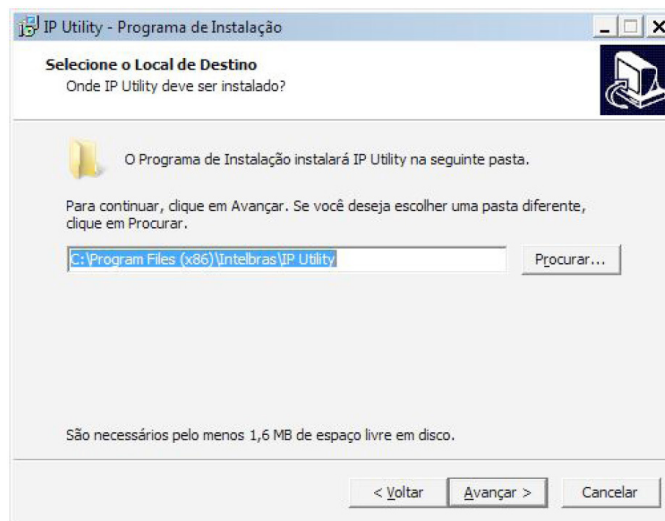 IP Utility - Programa de Instalação
Selecione o Local de Destino
Onde IP Utility deve ser instalado?
O Programa de Instalação instalará IP Utility na seguinte pasta.
Para continuar, clique em Avançar. Se você deseja escolher uma pasta diferente,
clique em Procurar.
C:\Program Files (x86)\Intelbras\IP Utility
Procurar...
São necessários pelo menos 1,6 MB de espaço livre em disco.
< Voltar
Avançar >
Cancelar